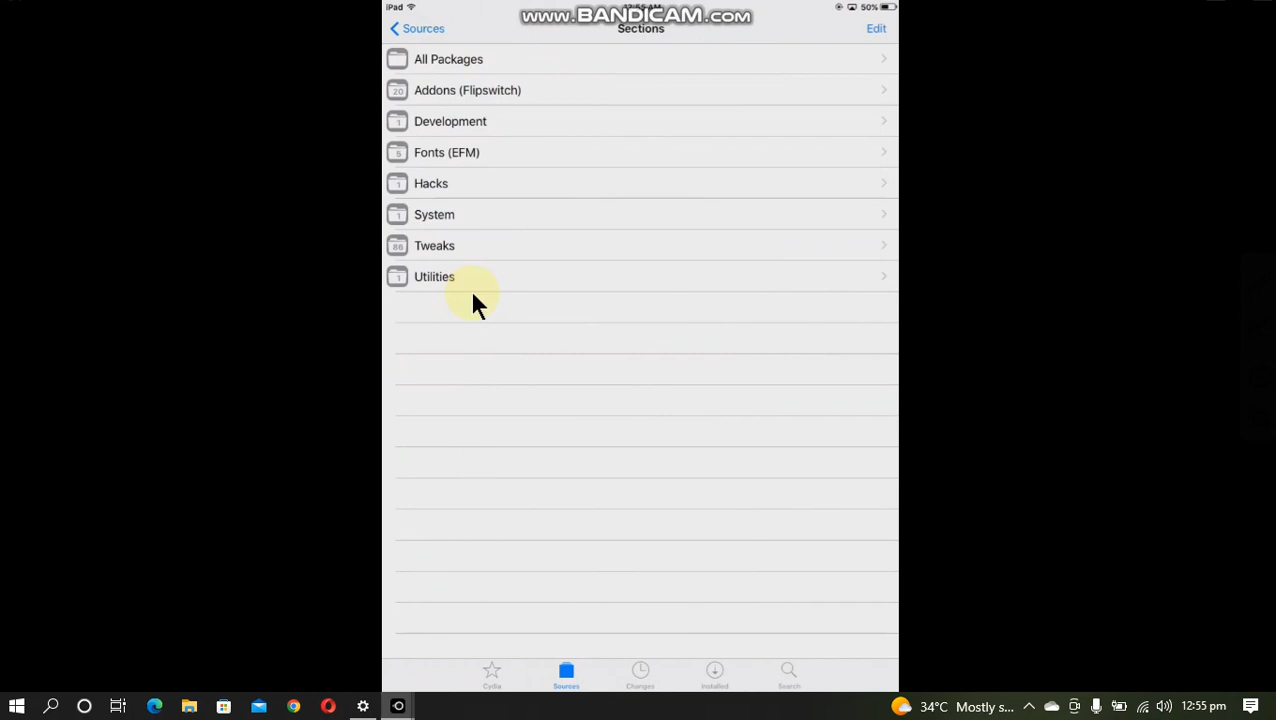 iPad
50%
www.BANDICAM.com
Sources
Sections
Edit
All Packages
20
Addons (Flipswitch)
1
Development
5
Fonts (EFM)
1
Hacks
1
System
86
Tweaks
1
Utilities
Cydia
Sources
Changes
Installed
Search
34°C Mostly s...
12:55 pm